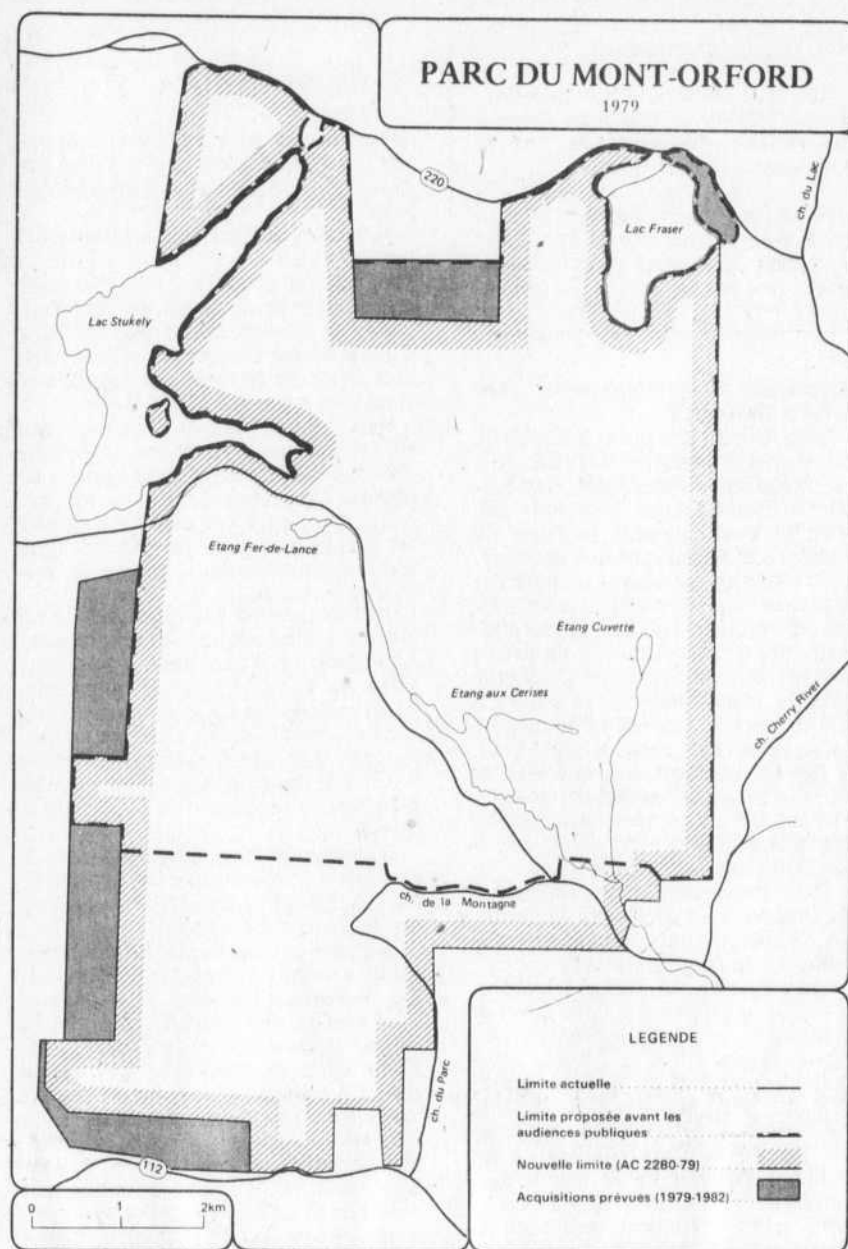 PARC DU MONT-ORFORD
1979
220
ch. du Lac
Lac Fraser
Lac Stukely
Etang Fer-de-Lance
Etang Cuvette
Etang aux Cerises
ch. Cherry River
ch. de la Montagne
ch. du Parc
112
0 1 2km
LEGENDE
Limite actuelle
Limite proposée avant les
audiences publiques
Nouvelle limite (AC 2280-79)
Acquisitions prévues (1979-1982)